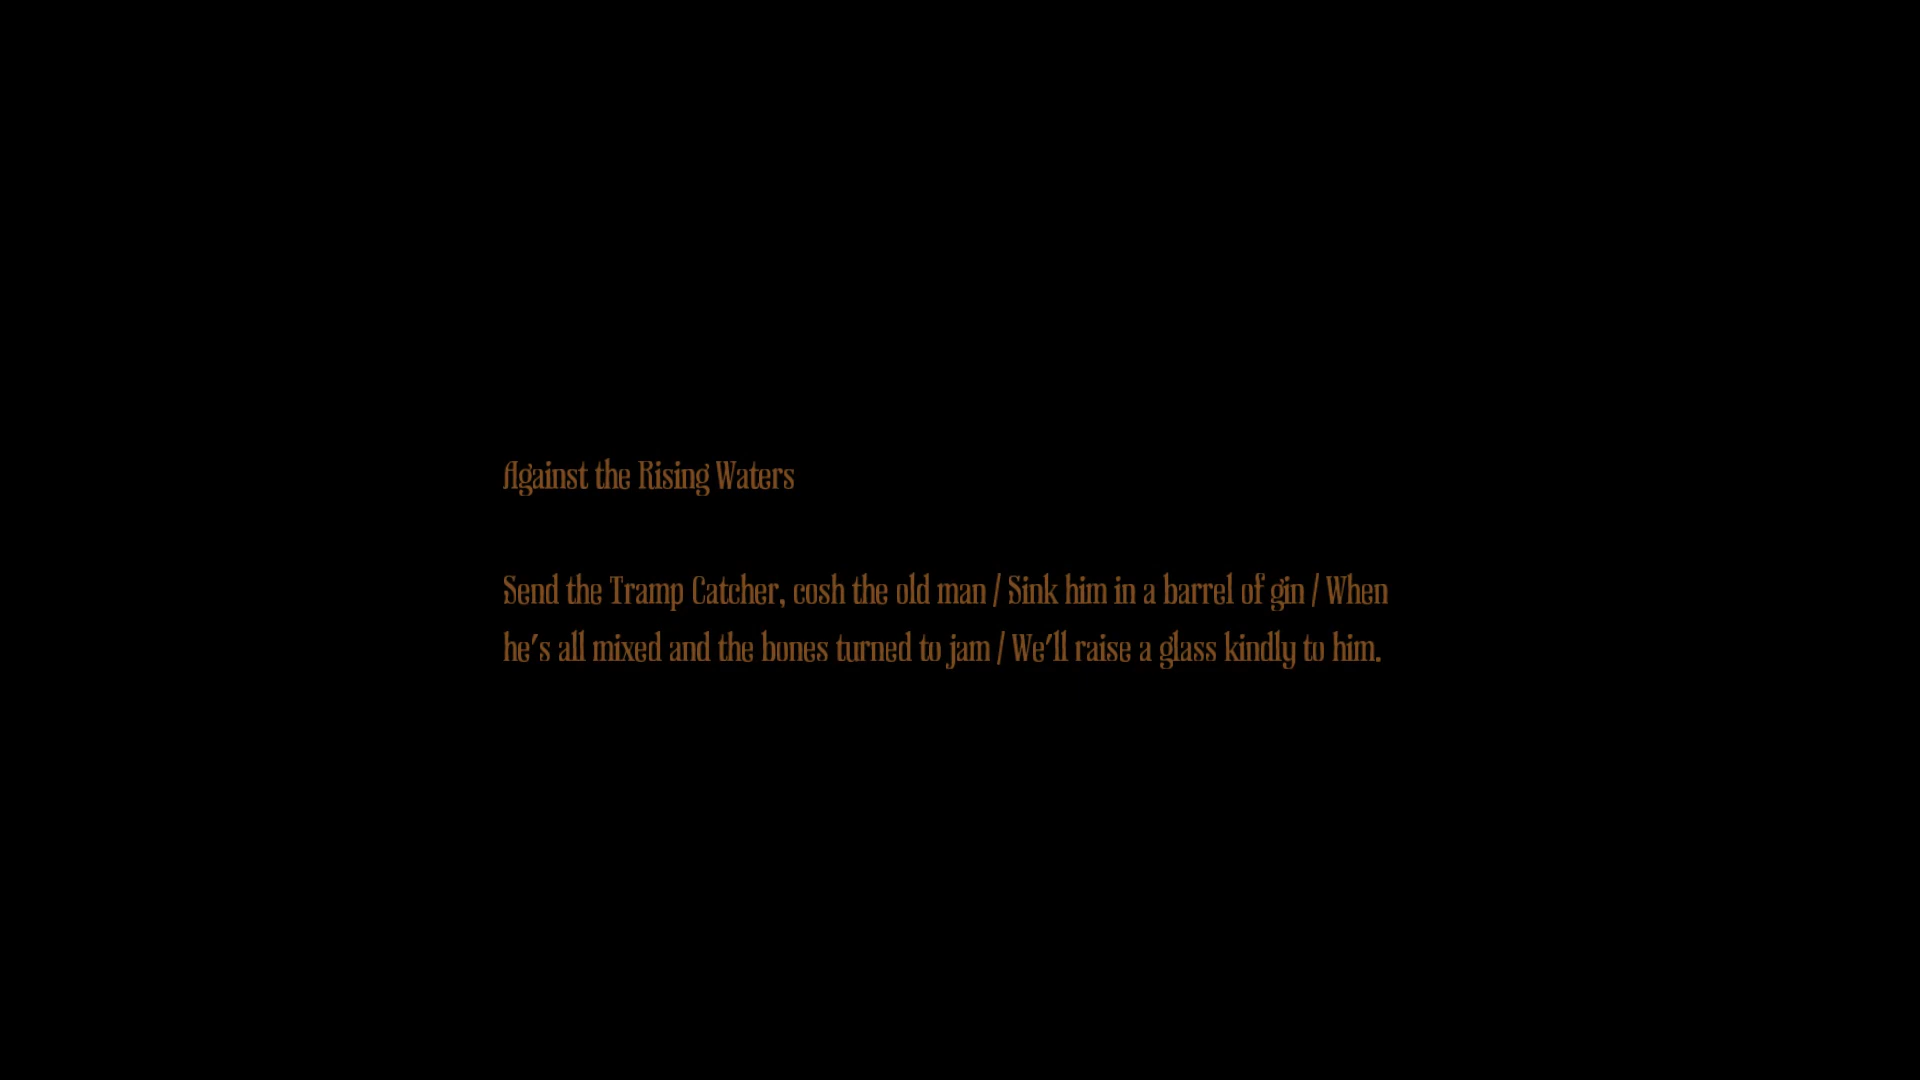 Against the Rising Waters
Send the Tramp Catcher, cosh the old man / Sink him in a barrel of gin / When
he's all mixed and the bones turned to jam / We'll raise a glass kindly to him.